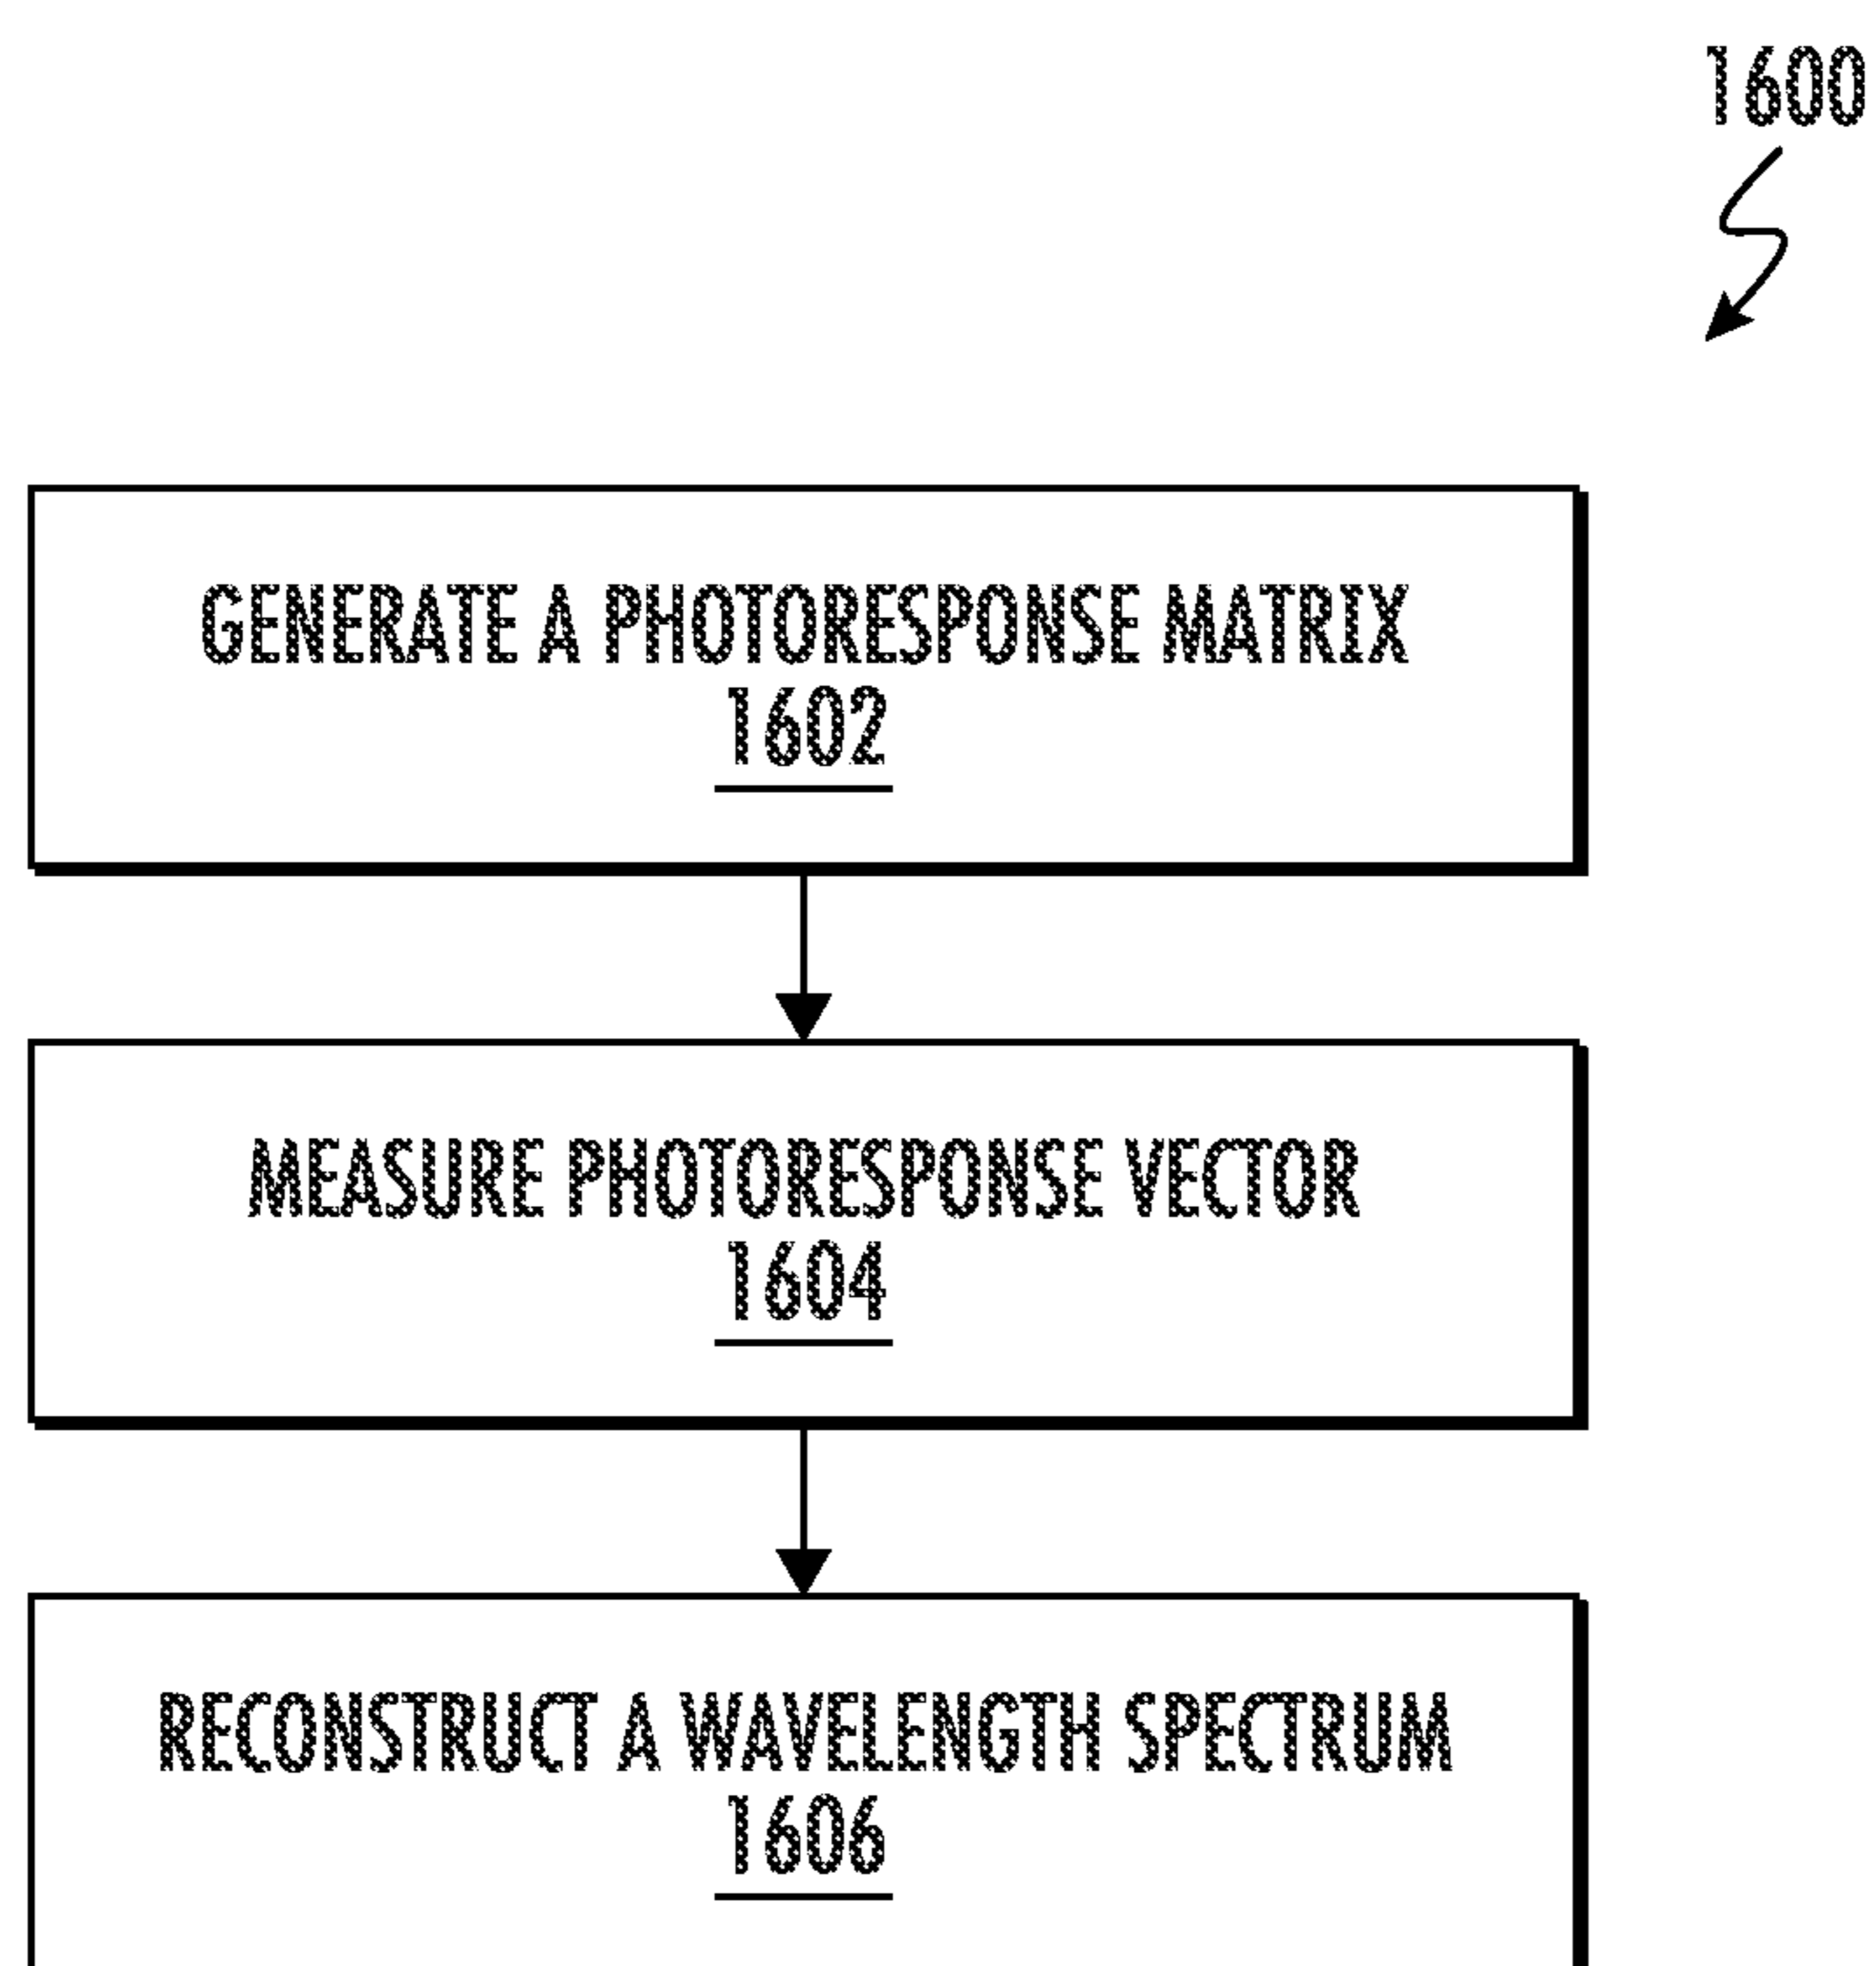 1600
GENERATE A PHOTORESPONSE MATRIX
1602
MEASURE PHOTORESPONSE VECTOR
1604
RECONSTRUCT A WAVELENGTH SPECTRUM
1606